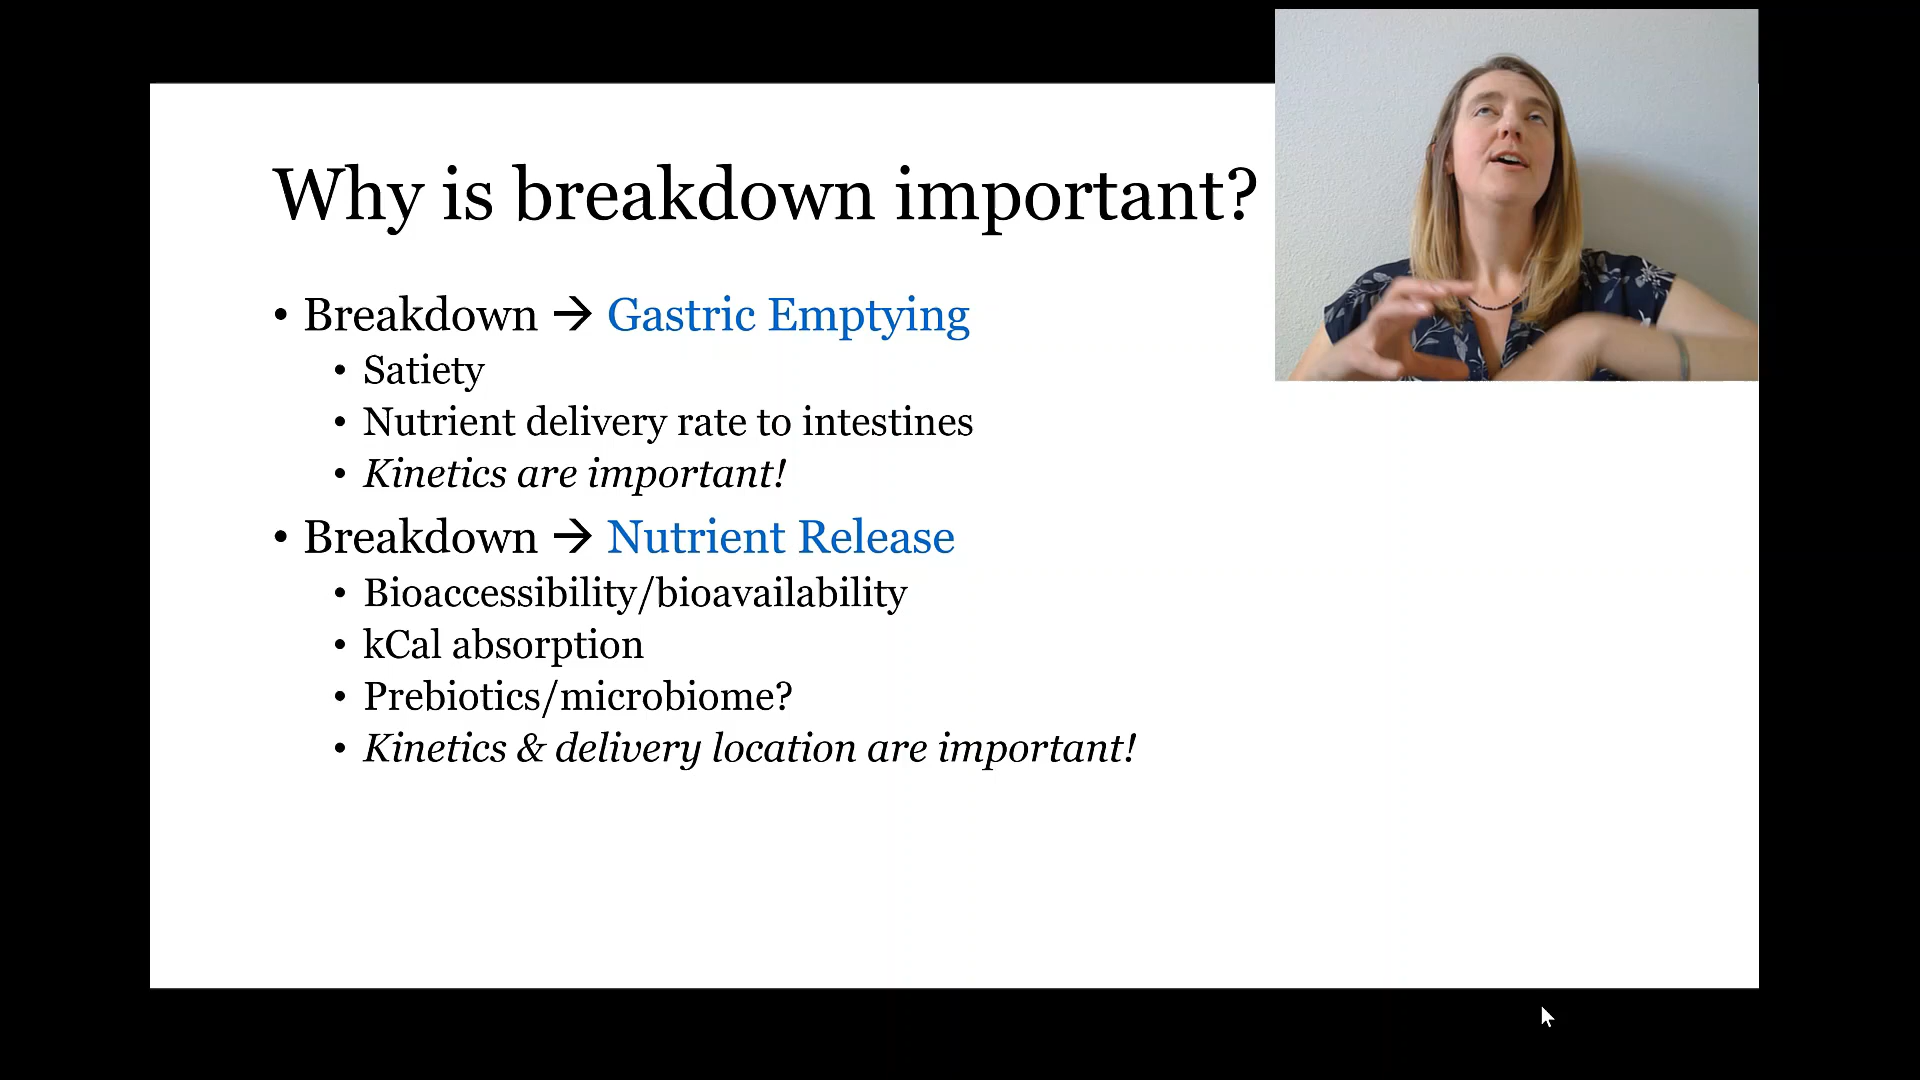 Why is breakdown important?
• Breakdown → Gastric Emptying
• Satiety
• Nutrient delivery rate to intestines
• Kinetics are important!
• Breakdown → Nutrient Release
• Bioaccessibility/bioavailability
• kCal absorption
• Prebiotics/microbiome?
• Kinetics & delivery location are important!